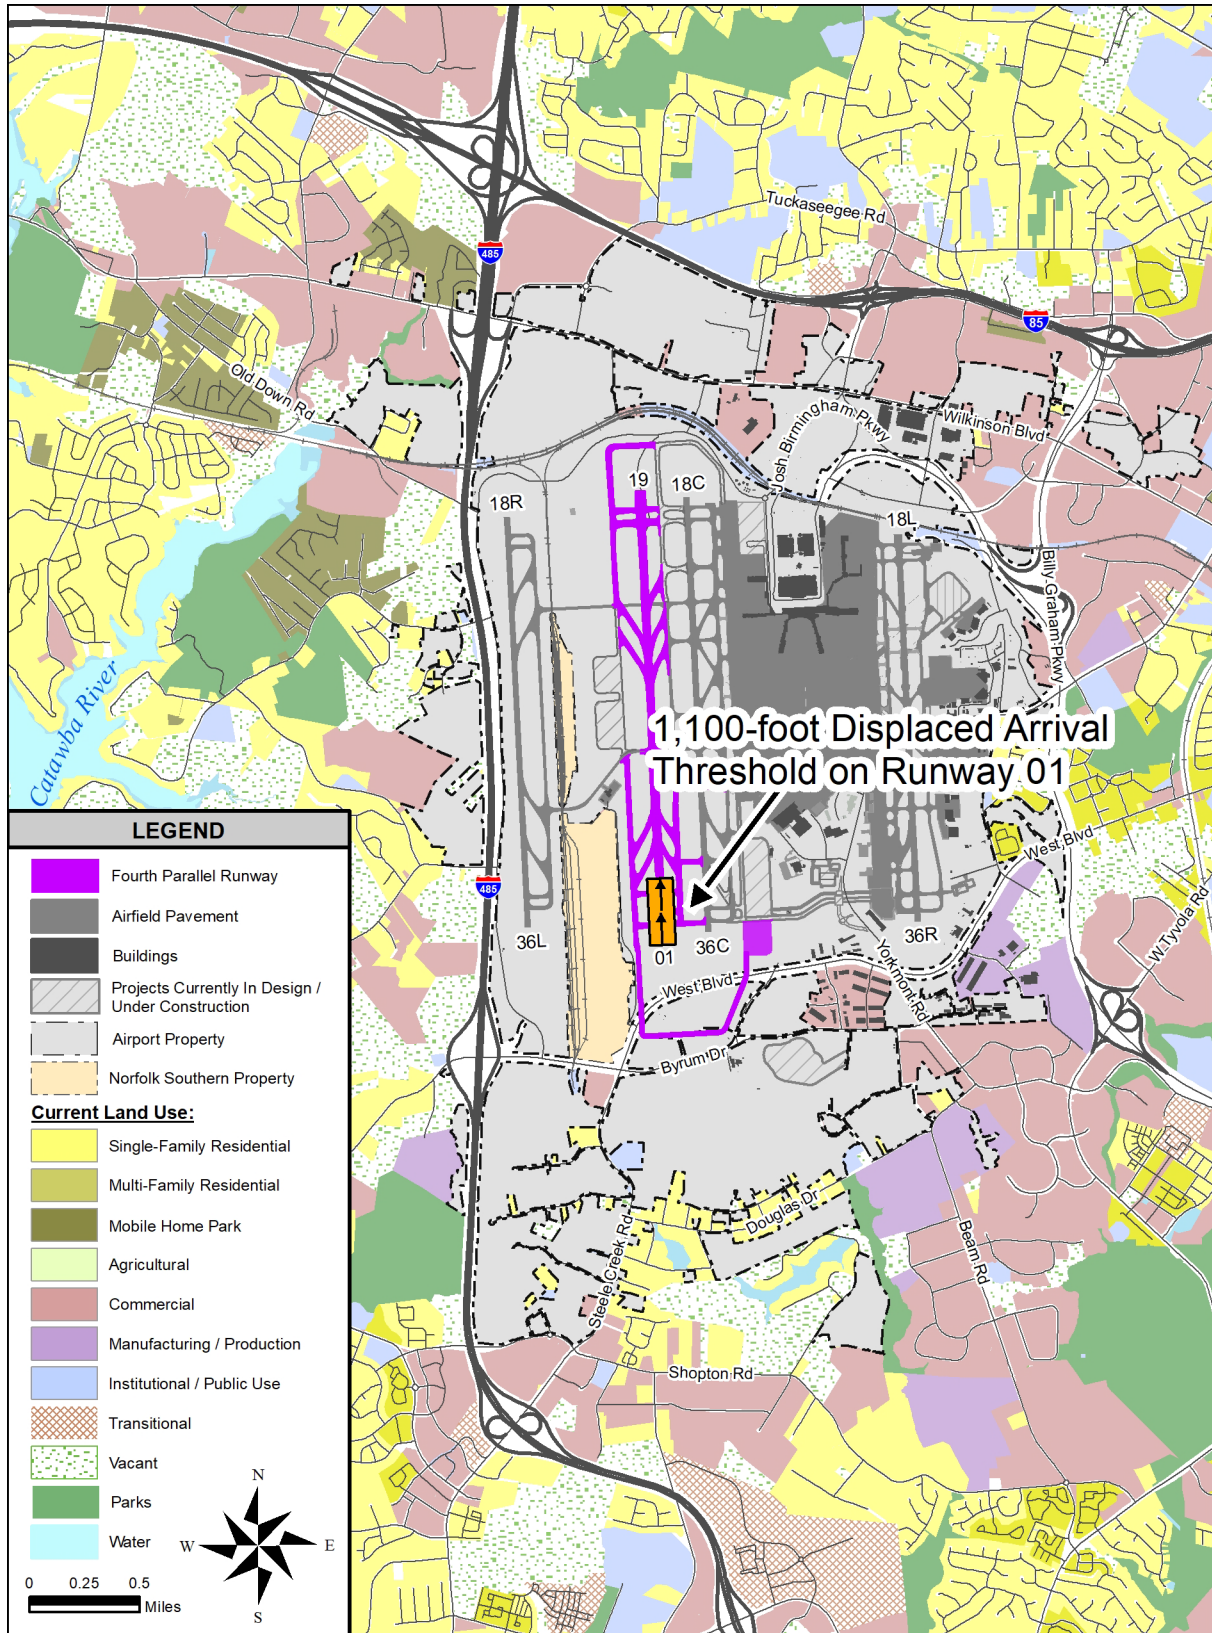 Tuckaseegee Rd
485
85
Old Down Rd
Josh Birmingham Pkwy
Wilkinson Blvd
18R
19
18C
18L
Billy Graham Pkwy
Catawba River
1,100-foot Displaced Arrival
Threshold on Runway 01
West Blvd
W Tyvola Rd
485
36L
01
36C
36R
West Blvd
Yorkmont Rd
Byrum Dr
Douglas Dr
Steele Creek Rd
Beam Rd
Shopton Rd
LEGEND
Fourth Parallel Runway
Airfield Pavement
Buildings
Projects Currently In Design /
Under Construction
Airport Property
Norfolk Southern Property
Current Land Use:
Single-Family Residential
Multi-Family Residential
Mobile Home Park
Agricultural
Commercial
Manufacturing / Production
Institutional / Public Use
Transitional
Vacant
Parks
Water
N
W
E
S
0 0.25 0.5
Miles